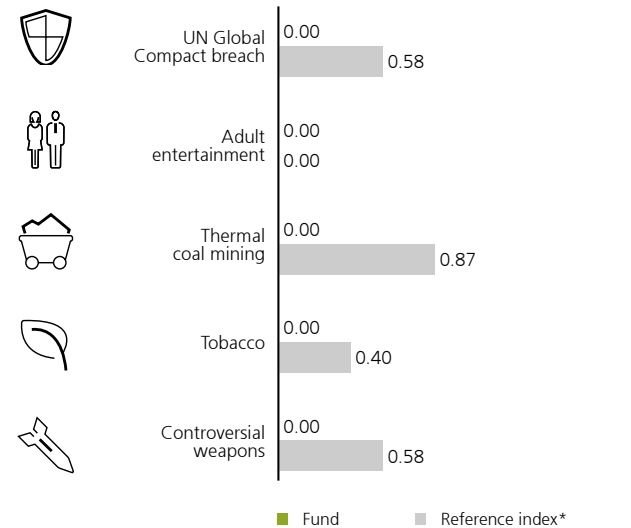 UN Global
Compact breach
0.00
0.58
Adult
entertainment
0.00
0.00
Thermal
coal mining
0.00
0.87
Tobacco
0.00
0.40
Controversial
weapons
0.00
0.58
Fund
Reference index*